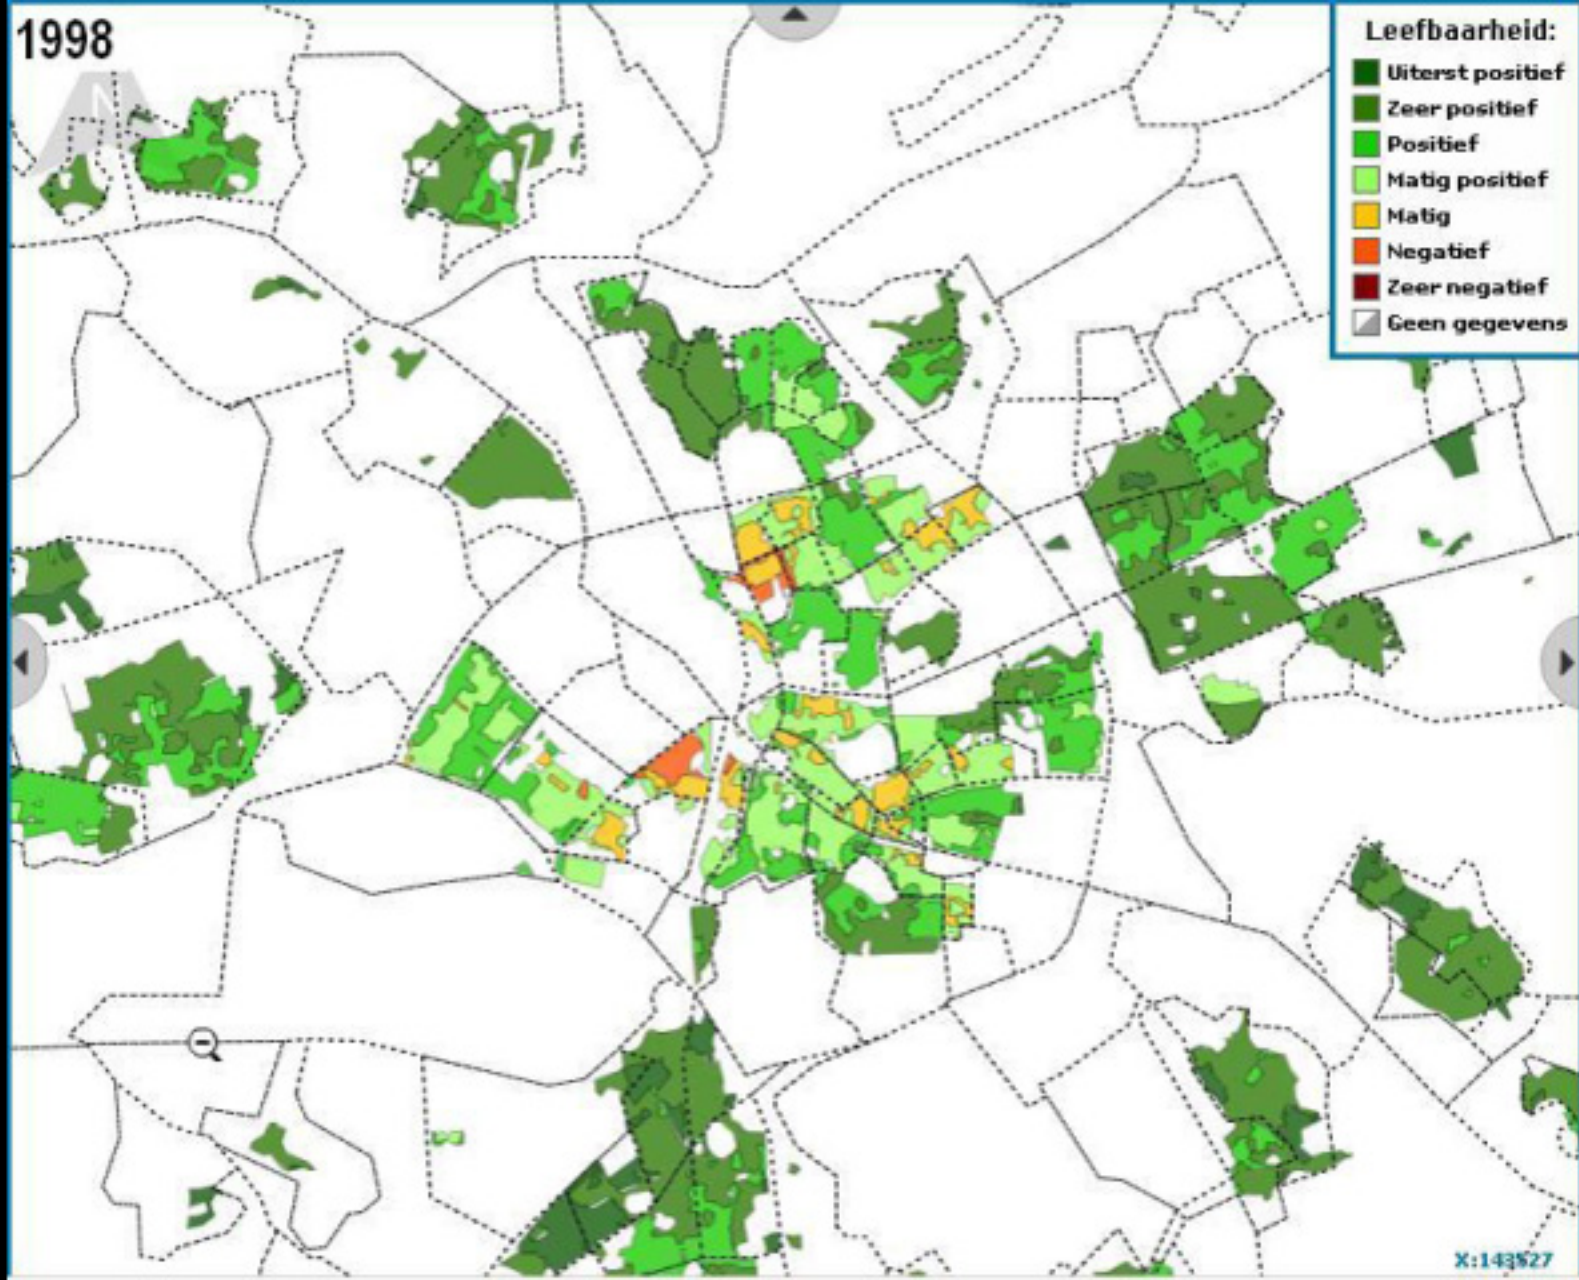 1998
N
Leefbaarheid:
Uiterst positief
Zeer positief
Positief
Matig positief
Matig
Negatief
Zeer negatief
Geen gegevens